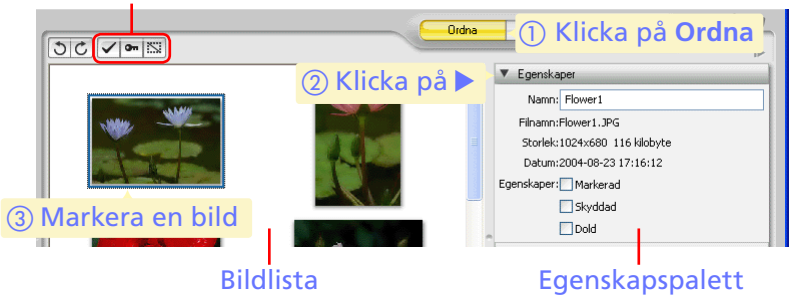 Ordna
① Klicka på Ordna
② Klicka på ▶
▼ Egenskaper
Namn: Flower1
Filnamn:Flower1.JPG
Storlek:1024x680 116 kilobyte
Datum:2004-08-23 17:16:12
Egenskaper: Markerad
Skyddad
Dold
③ Markera en bild
Bildlista
Egenskapspalett